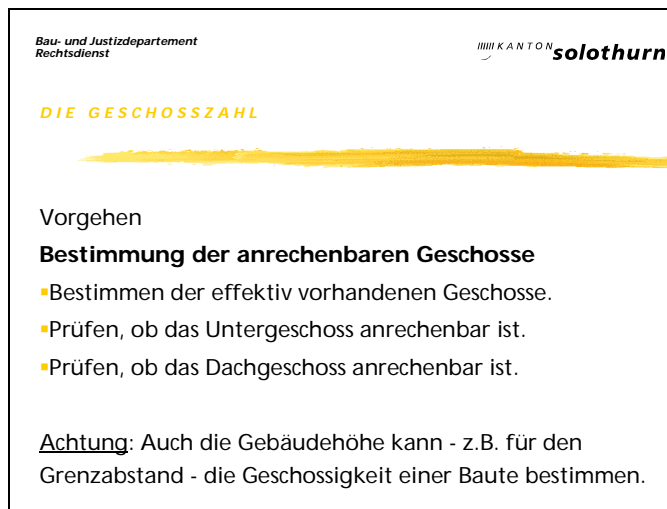 Bau- und Justizdepartement
Rechtsdienst
KANTON solothurn
DIE GESCHOSSZAHL
Vorgehen
Bestimmung der anrechenbaren Geschosse
▪Bestimmen der effektiv vorhandenen Geschosse.
▪Prüfen, ob das Untergeschoss anrechenbar ist.
▪Prüfen, ob das Dachgeschoss anrechenbar ist.
Achtung: Auch die Gebäudehöhe kann - z.B. für den
Grenzabstand - die Geschossigkeit einer Baute bestimmen.